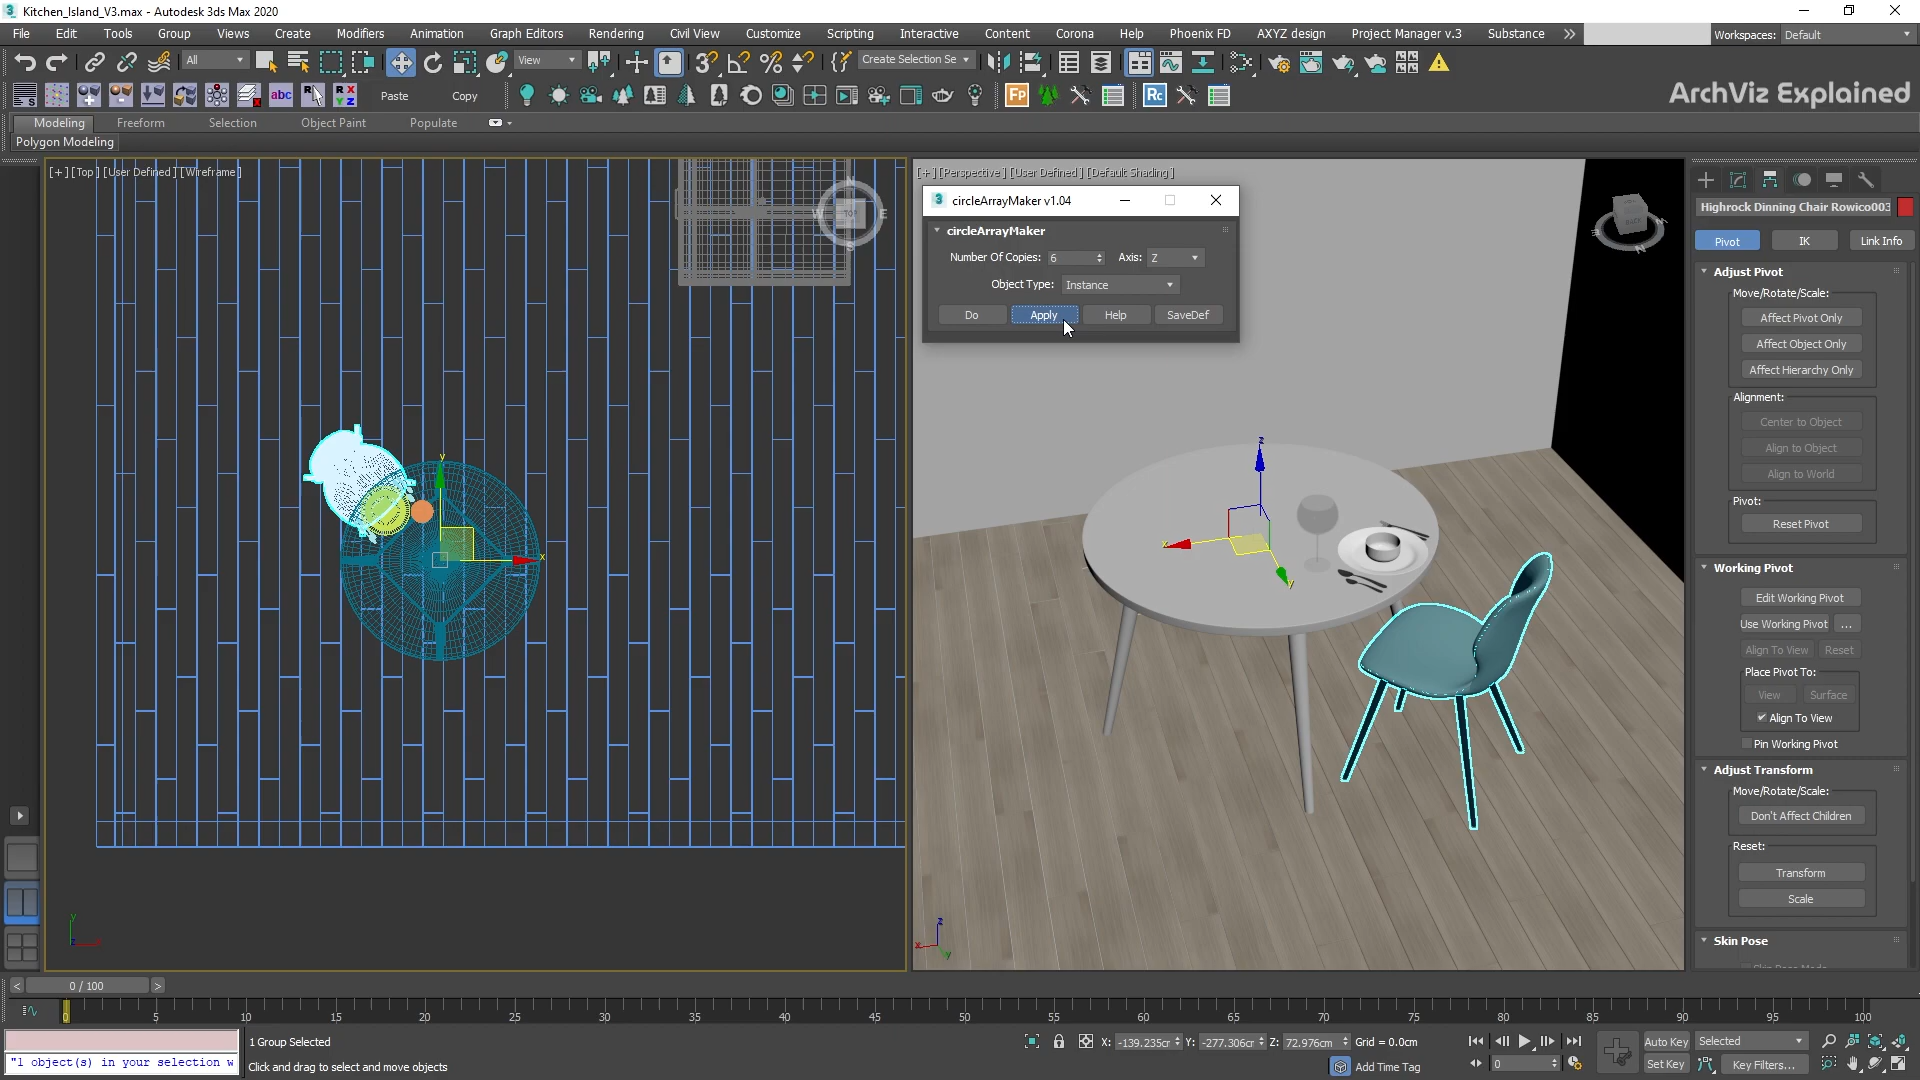 Kitchen_Island_V3.max - Autodesk 3ds Max 2020
File Edit Tools Group Views Create Modifiers Animation Graph Editors Rendering Civil View Customize Scripting Interactive Content Corona Help Phoenix FD AXYZ design Project Manager v.3 Substance Workspaces: Default
All View Create Selection Se
abc R X Y Z Paste Copy Fp Rc ArchViz Explained
Modeling Freeform Selection Object Paint Populate
Polygon Modeling
[+] [Top] [User Defined] [Wireframe]
N
W TOP E
S
[+] [Perspective] [User Defined] [Default Shading]
circleArrayMaker v1.04
circleArrayMaker
Number Of Copies: 6 Axis: Z
Object Type: Instance
Do Apply Help SaveDef
Highrock Dinning Chair Rowico003
Pivot IK Link Info
Adjust Pivot
Move/Rotate/Scale:
Affect Pivot Only
Affect Object Only
Affect Hierarchy Only
Alignment:
Center to Object
Align to Object
Align to World
Pivot:
Reset Pivot
Working Pivot
Edit Working Pivot
Use Working Pivot ...
Align To View Reset
Place Pivot To:
View Surface
Align To View
Pin Working Pivot
Adjust Transform
Move/Rotate/Scale:
Don't Affect Children
Reset:
Transform
Scale
Skin Pose
y
x
z
x
y
y
z
z
x
y
< 0 / 100 >
0 5 10 15 20 25 30 35 40 45 50 55 60 65 70 75 80 85 90 95 100
1 Group Selected
X: -139.235cr Y: -277.306cr Z: 72.976cm Grid = 0.0cm
Auto Key Selected
"1 object(s) in your selection w
Click and drag to select and move objects
Add Time Tag
0
Set Key Key Filters...